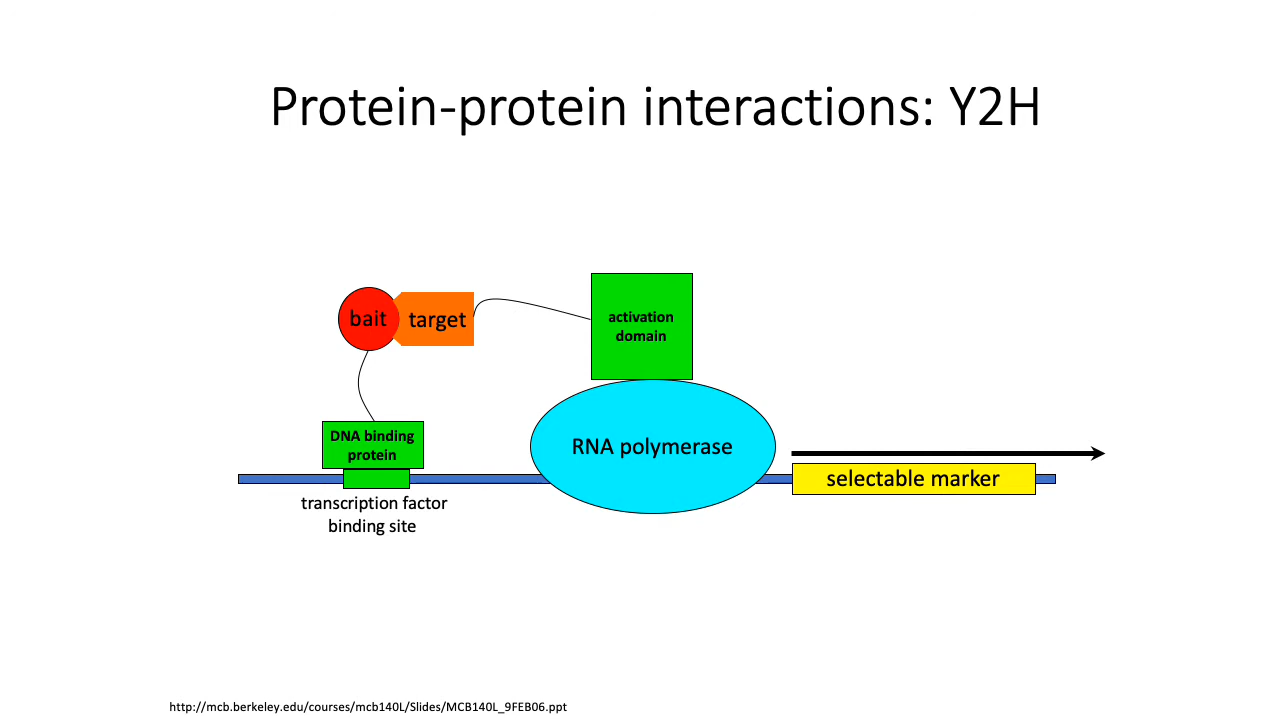 Protein-protein interactions: Y2H
bait
target
activation
domain
DNA binding
protein
RNA polymerase
selectable marker
transcription factor
binding site
http://mcb.berkeley.edu/courses/mcb140L/Slides/MCB140L_9FEB06.ppt